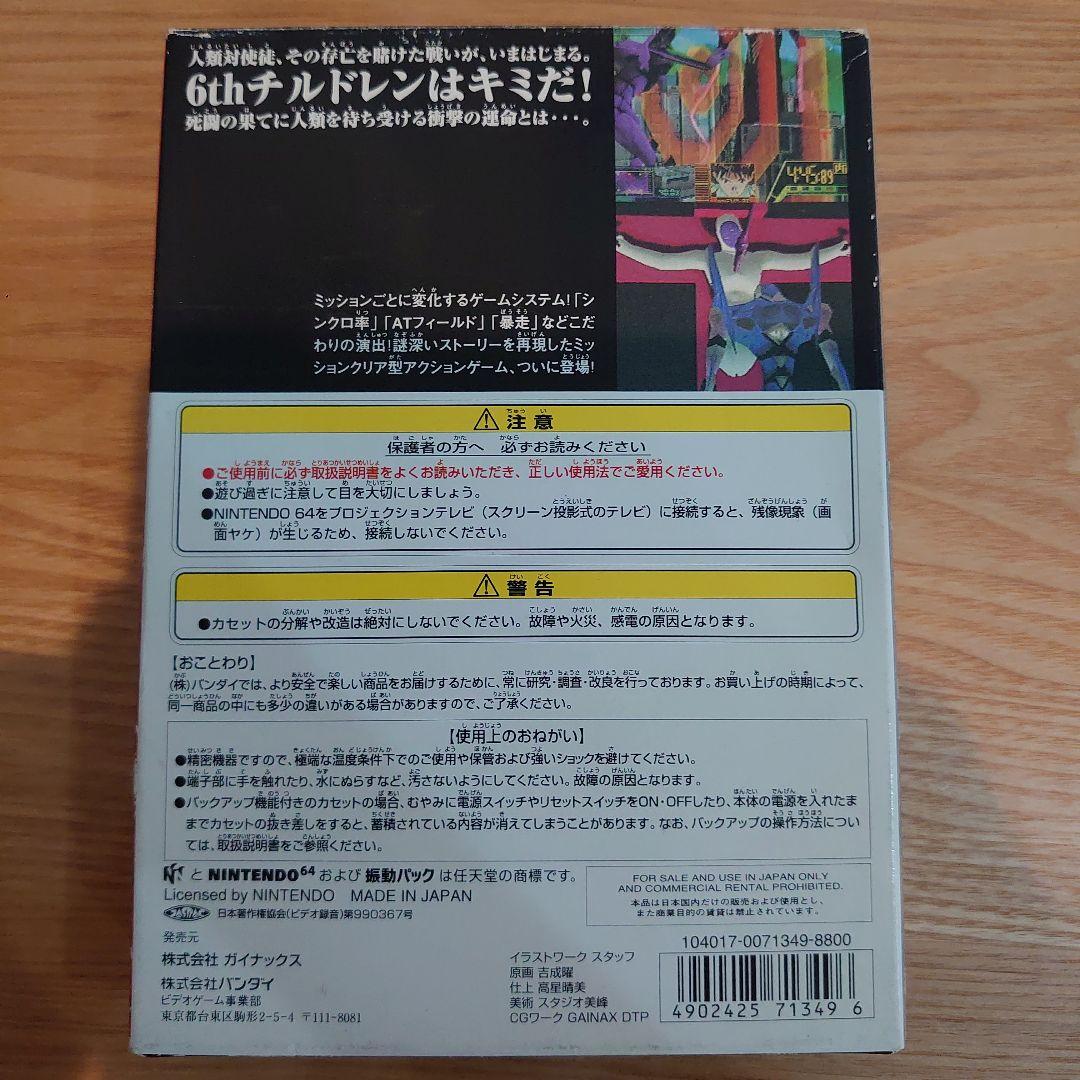 人類対使徒、その存亡を賭けた戦いが、いまはじまる。
6thチルドレンはキミだ!
死闘の果てに人類を待ち受ける衝撃の運命とは・・・。
4:45:89
ミッションごとに変化するゲームシステム!「シ
ンクロ率」「ATフィールド」「暴走」などこだ
わりの演出!謎深いストーリーを再現したミッ
ションクリア型アクションゲーム、ついに登場!
注意
保護者の方へ 必ずお読みください
●ご使用前に必ず取扱説明書をよくお読みいただき、正しい使用法でご愛用ください。
●遊び過ぎに注意して目を大切にしましょう。
●NINTENDO 64をプロジェクションテレビ(スクリーン投影式のテレビ)に接続すると、残像現象(画
面ヤケ)が生じるため、接続しないでください。
警告
●カセットの分解や改造は絶対にしないでください。故障や火災、感電の原因となります。
【おことわり】
(株)バンダイでは、より安全で楽しい商品をお届けするために、常に研究・調査・改良を行っております。お買い上げの時期によって、
同一商品の中にも多少の違いがある場合がありますので、ご了承ください。
【使用上のおねがい】
●精密機器ですので、極端な温度条件下でのご使用や保管および強いショックを避けてください。
●端子部に手を触れたり、水にぬらすなど、汚さないようにしてください。故障の原因となります。
●バックアップ機能付きのカセットの場合、むやみに電源スイッチやリセットスイッチをON・OFFしたり、本体の電源を入れたま
までカセットの抜き差しをすると、蓄積されている内容が消えてしまうことがあります。なお、バックアップの操作方法につい
ては、取扱説明書をご参照ください。
と NINTENDO64 および 振動パック は任天堂の商標です。
Licensed by NINTENDO MADE IN JAPAN
日本著作権協会(ビデオ録音)第990367号
FOR SALE AND USE IN JAPAN ONLY
AND COMMERCIAL RENTAL PROHIBITED.
本品は日本国内だけの販売および使用とし、
また商業目的の賃貸は禁止されています。
発売元
株式会社 ガイナックス
株式会社バンダイ
ビデオゲーム事業部
東京都台東区駒形2-5-4 〒111-8081
イラストワーク スタッフ
原画 吉成曜
仕上 高星晴美
美術 スタジオ美峰
CGワーク GAINAX DTP
104017-0071349-8800
4902425 713496